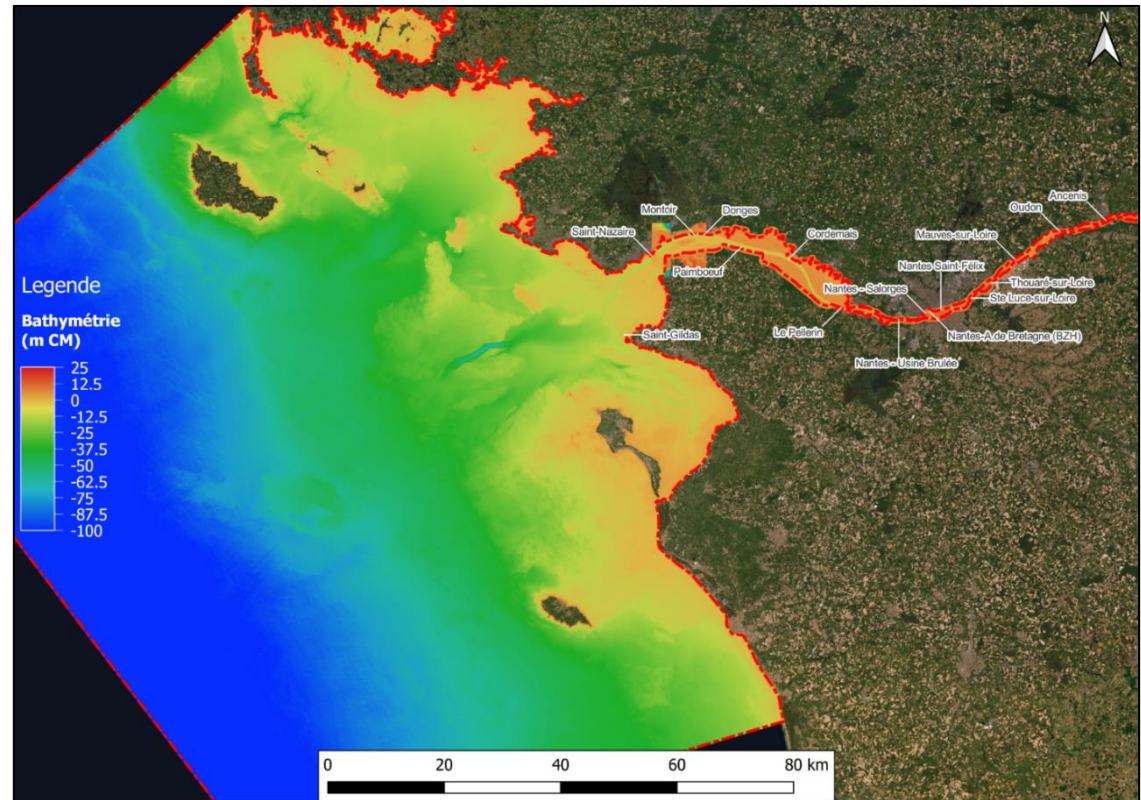 N
Ancenis
Oudon
Montoir
Donges
Mauves-sur-Loire
Saint-Nazaire
Cordemais
Nantes Saint-Félix
Paimboeuf
Thouaré-sur-Loire
Nantes - Salorges
Ste Luce-sur-Loire
Saint-Gildas
Le Pellerin
Nantes-A de Bretagne (BZH)
Nantes - Usine Brulée
Legende
Bathymétrie
(m CM)
25
12.5
0
-12.5
-25
-37.5
-50
-62.5
-75
-87.5
-100
0 20 40 60 80 km